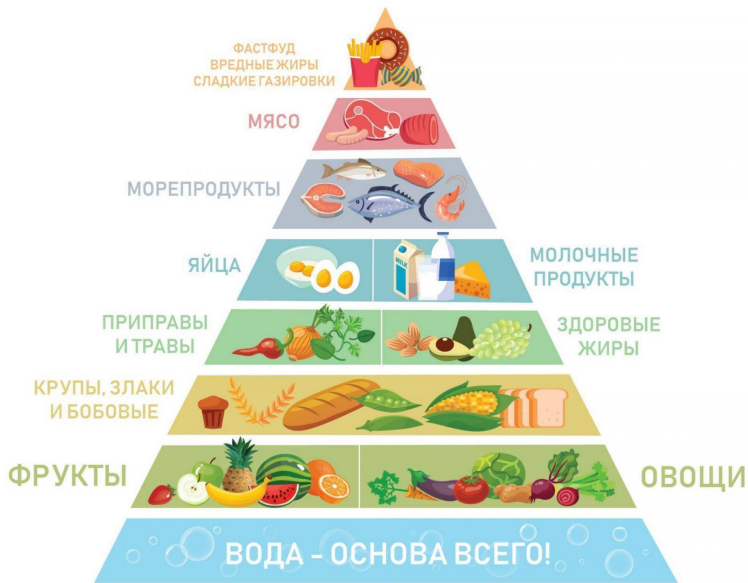 ФАСТФУД
ВРЕДНЫЕ ЖИРЫ
СЛАДКИЕ ГАЗИРОВКИ
МЯСО
МОРЕПРОДУКТЫ
ЯЙЦА
МОЛОЧНЫЕ
ПРОДУКТЫ
MILK
ПРИПРАВЫ
И ТРАВЫ
ЗДОРОВЫЕ
ЖИРЫ
КРУПЫ, ЗЛАКИ
И БОБОВЫЕ
ФРУКТЫ
ОВОЩИ
ВОДА - ОСНОВА ВСЕГО!